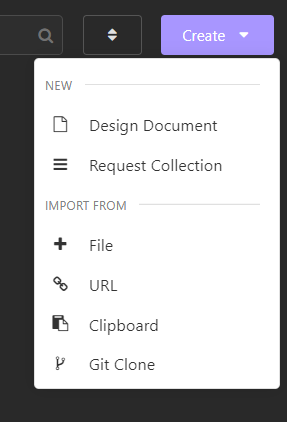 Create
NEW
Design Document
Request Collection
IMPORT FROM
File
URL
Clipboard
Git Clone